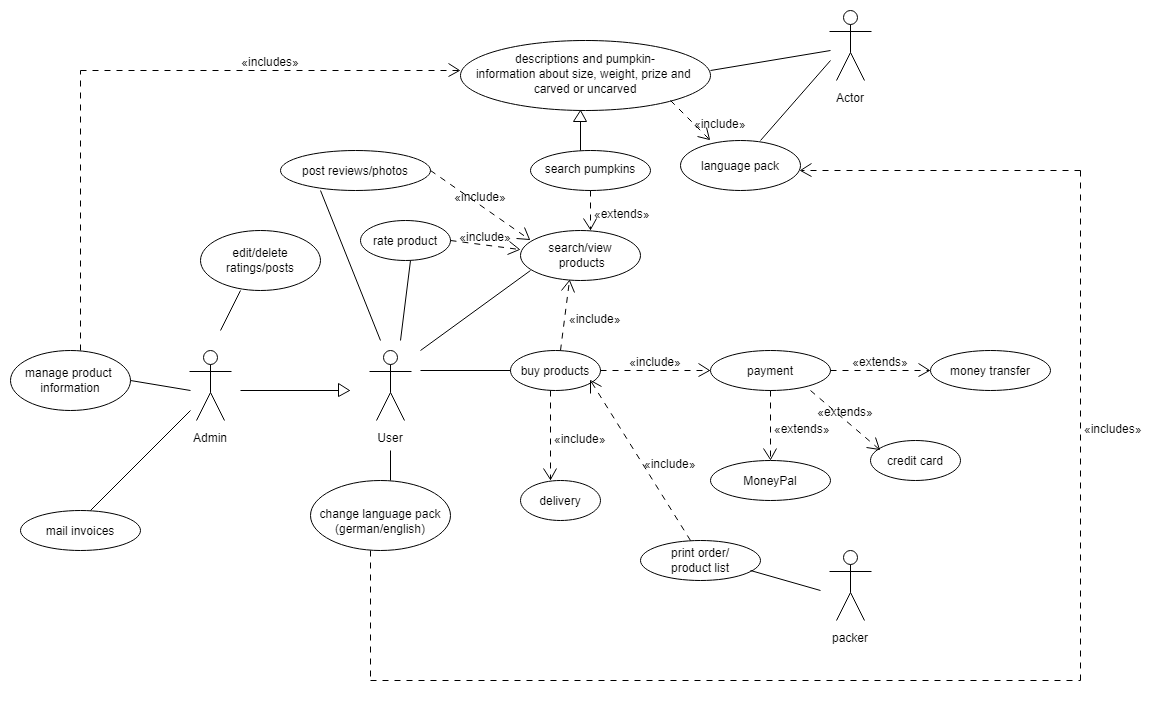 «includes»
descriptions and pumpkin-
information about size, weight, prize and
carved or uncarved
Actor
«include»
post reviews/photos
search pumpkins
language pack
«include»
«extends»
rate product
«include»
edit/delete
ratings/posts
search/view
products
«include»
manage product
information
buy products
«include»
payment
«extends»
money transfer
Admin
User
«include»
«extends»
«extends»
«includes»
«include»
MoneyPal
credit card
delivery
mail invoices
change language pack
(german/english)
print order/
product list
packer